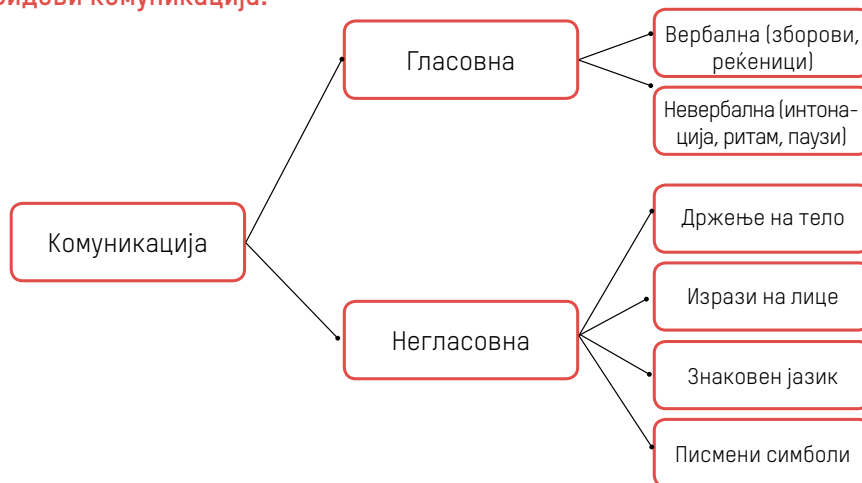 Видови комуникација:
Гласовна
Вербална (зборови,
реќеници)
Невербална (интона-
ција, ритам, паузи)
Комуникација
Држење на тело
Изрази на лице
Негласовна
Знаковен јазик
Писмени симболи